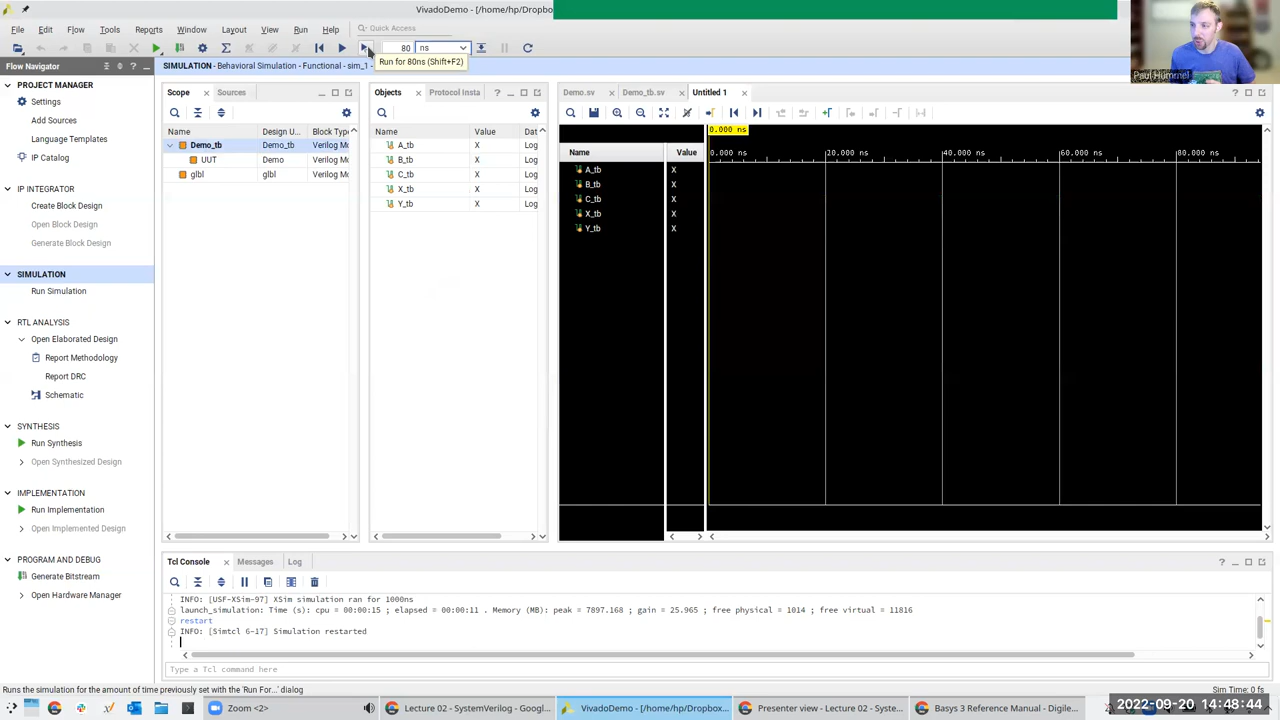 VivadoDemo - [/home/hp/Dropbox
File Edit Flow Tools Reports Window Layout View Run Help Quick Access
80 ns
Run for 80ns (Shift+F2)
Paul Hummel
Flow Navigator
SIMULATION - Behavioral Simulation - Functional - sim_1 -
PROJECT MANAGER
Settings
Add Sources
Language Templates
IP Catalog
IP INTEGRATOR
Create Block Design
Open Block Design
Generate Block Design
SIMULATION
Run Simulation
RTL ANALYSIS
Open Elaborated Design
Report Methodology
Report DRC
Schematic
SYNTHESIS
Run Synthesis
Open Synthesized Design
IMPLEMENTATION
Run Implementation
Open Implemented Design
PROGRAM AND DEBUG
Generate Bitstream
Open Hardware Manager
Scope Sources
Name Design U... Block Type
Demo_tb Demo_tb Verilog Mo
UUT Demo Verilog Mo
glbl glbl Verilog Mo
Objects Protocol Insta
Name Value Dat
A_tb X Log
B_tb X Log
C_tb X Log
X_tb X Log
Y_tb X Log
Demo.sv Demo_tb.sv Untitled 1
0.000 ns
Name Value 0.000 ns 20.000 ns 40.000 ns 60.000 ns 80.000 ns
A_tb X
B_tb X
C_tb X
X_tb X
Y_tb X
Tcl Console Messages Log
INFO: [USF-XSim-97] XSim simulation ran for 1000ns
launch_simulation: Time (s): cpu = 00:00:15 ; elapsed = 00:00:11 . Memory (MB): peak = 7897.168 ; gain = 25.965 ; free physical = 1014 ; free virtual = 11816
restart
INFO: [Simtcl 6-17] Simulation restarted
Type a Tcl command here
Runs the simulation for the amount of time previously set with the 'Run For...' dialog
Sim Time: 0 fs
Zoom <2> Lecture 02 - SystemVerilog - Googl... VivadoDemo - [/home/hp/Dropbox... Presenter view - Lecture 02 - Syste... Basys 3 Reference Manual - Digile...
2022-09-20 14:48:44